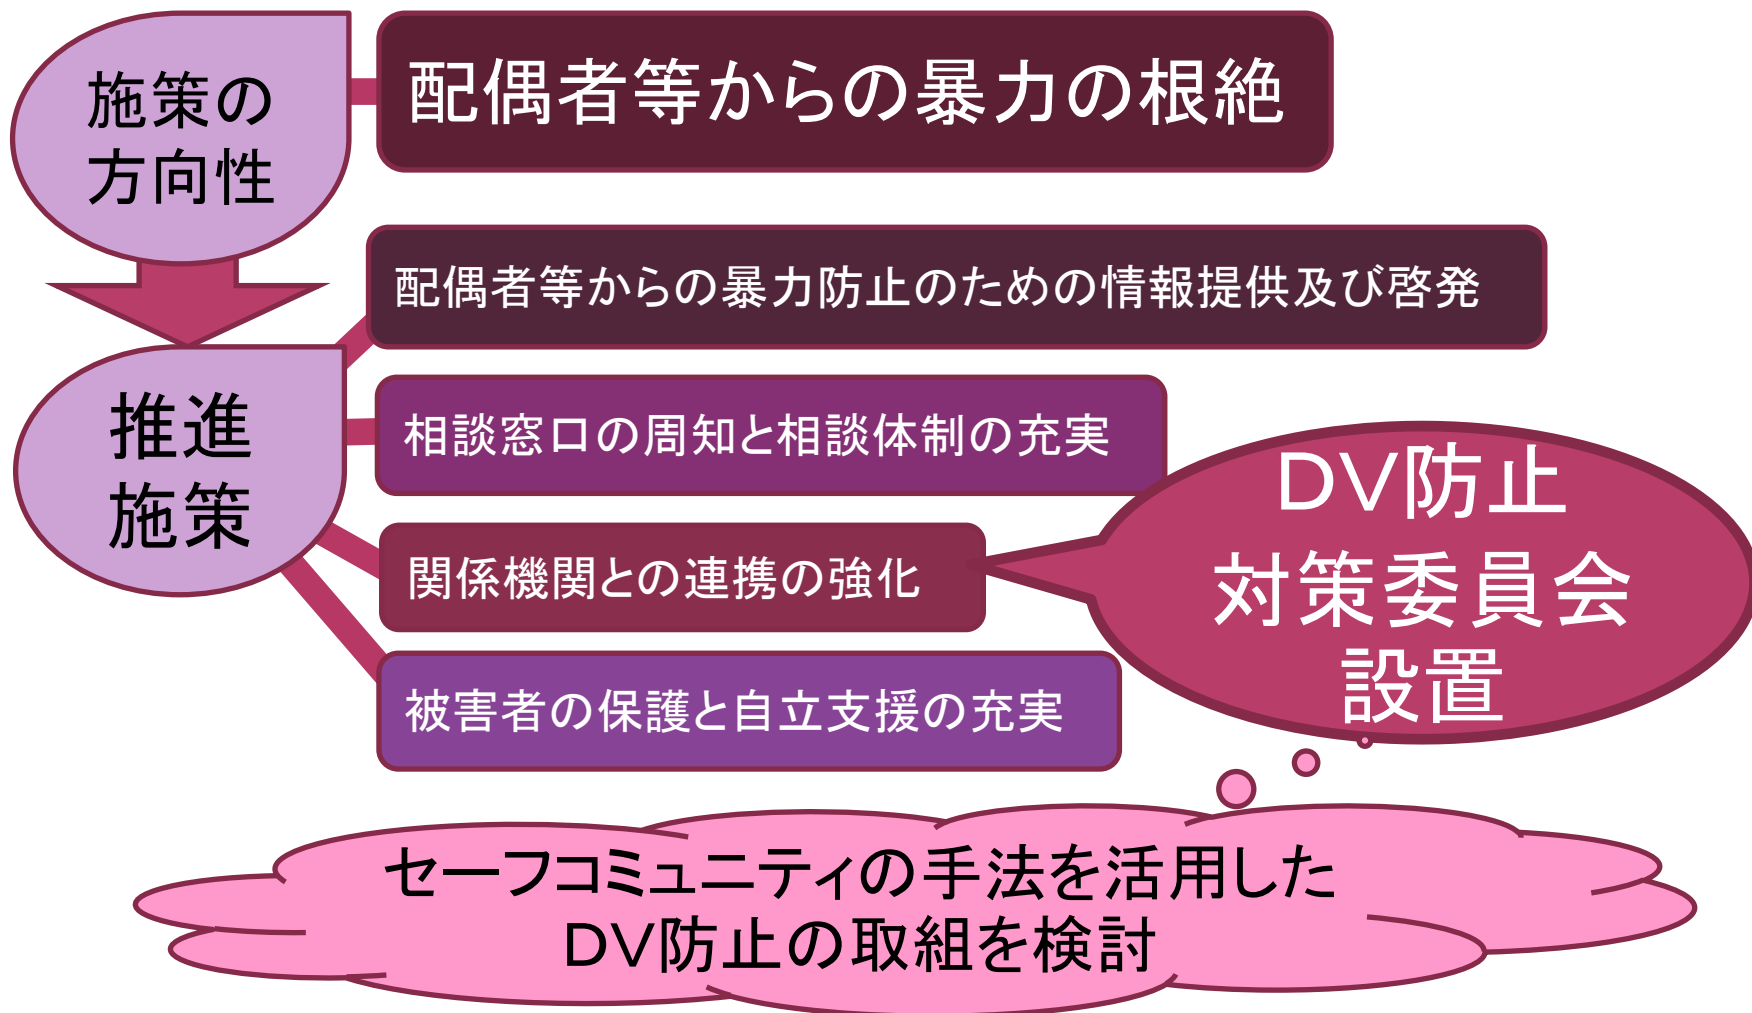 施策の
方向性
配偶者等からの暴力の根絶
推進
施策
配偶者等からの暴力防止のための情報提供及び啓発
相談窓口の周知と相談体制の充実
関係機関との連携の強化
被害者の保護と自立支援の充実
DV防止
対策委員会
設置
セーフコミュニティの手法を活用した
DV防止の取組を検討